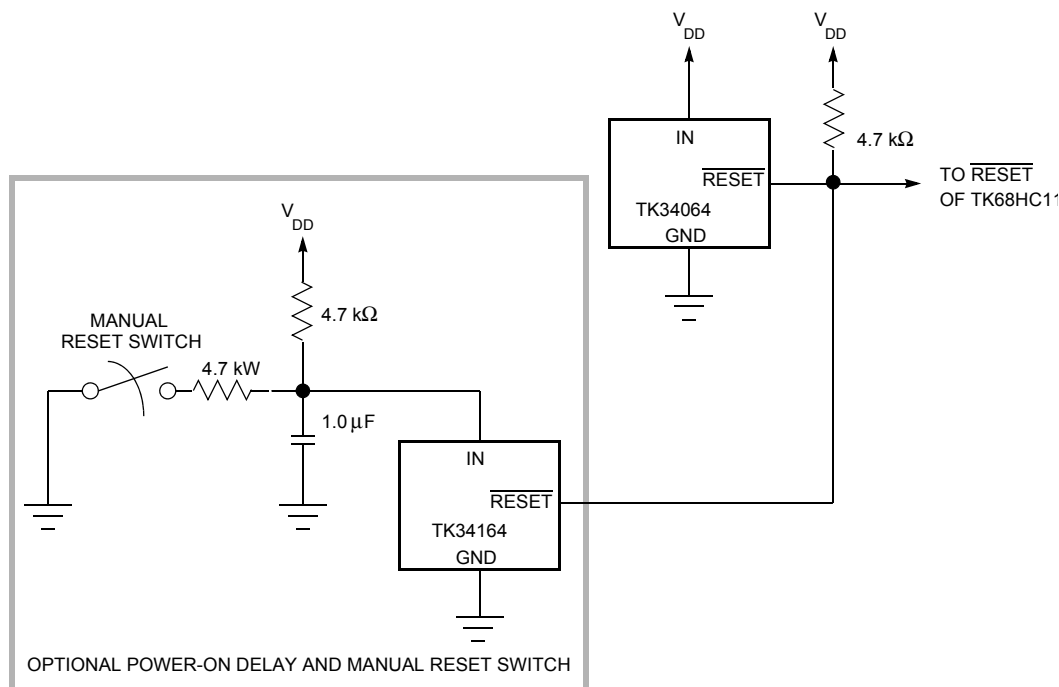 V
DD
V
DD
IN
4.7 kΩ
RESET
TO RESET
OF TK68HC11
TK34064
GND
V
DD
4.7 kΩ
MANUAL
RESET SWITCH
4.7 kW
1.0 µF
IN
RESET
TK34164
GND
OPTIONAL POWER-ON DELAY AND MANUAL RESET SWITCH